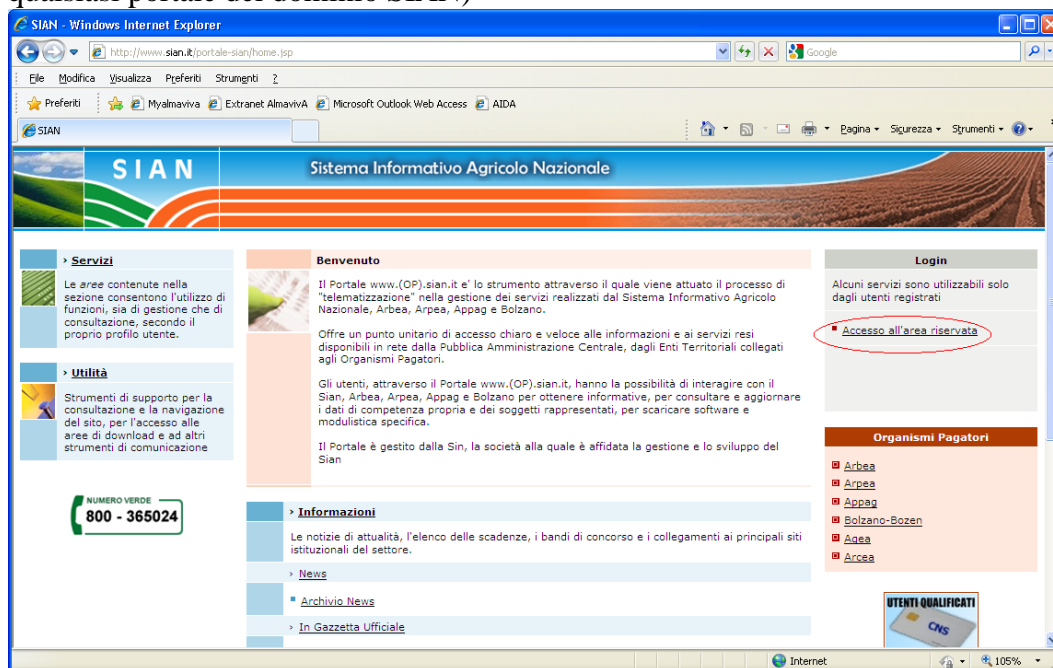 qualsiasi portale del dominio SIAN)
SIAN - Windows Internet Explorer
http://www.sian.it/portale-sian/home.jsp
Google
File Modifica Visualizza Preferiti Strumenti ?
Preferiti Myalmaviva Extranet AlmavivA Microsoft Outlook Web Access AIDA
SIAN
Pagina Sicurezza Strumenti
SIAN
Sistema Informativo Agricolo Nazionale
› Servizi
Le aree contenute nella
sezione consentono l'utilizzo di
funzioni, sia di gestione che di
consultazione, secondo il
proprio profilo utente.
› Utilità
Strumenti di supporto per la
consultazione e la navigazione
del sito, per l'accesso alle
aree di download e ad altri
strumenti di comunicazione
NUMERO VERDE
800 - 365024
Benvenuto
Il Portale www.(OP).sian.it e' lo strumento attraverso il quale viene attuato il processo di
"telematizzazione" nella gestione dei servizi realizzati dal Sistema Informativo Agricolo
Nazionale, Arbea, Arpea, Appag e Bolzano.
Offre un punto unitario di accesso chiaro e veloce alle informazioni e ai servizi resi
disponibili in rete dalla Pubblica Amministrazione Centrale, dagli Enti Territoriali collegati
agli Organismi Pagatori.
Gli utenti, attraverso il Portale www.(OP).sian.it, hanno la possibilità di interagire con il
Sian, Arbea, Arpea, Appag e Bolzano per ottenere informative, per consultare e aggiornare
i dati di competenza propria e dei soggetti rappresentati, per scaricare software e
modulistica specifica.
Il Portale è gestito dalla Sin, la società alla quale è affidata la gestione e lo sviluppo del
Sian
› Informazioni
Le notizie di attualità, l'elenco delle scadenze, i bandi di concorso e i collegamenti ai principali siti
istituzionali del settore.
› News
Archivio News
› In Gazzetta Ufficiale
Login
Alcuni servizi sono utilizzabili solo
dagli utenti registrati
Accesso all'area riservata
Organismi Pagatori
Arbea
Arpea
Appag
Bolzano-Bozen
Agea
Arcea
UTENTI QUALIFICATI
CNS
Internet
105%